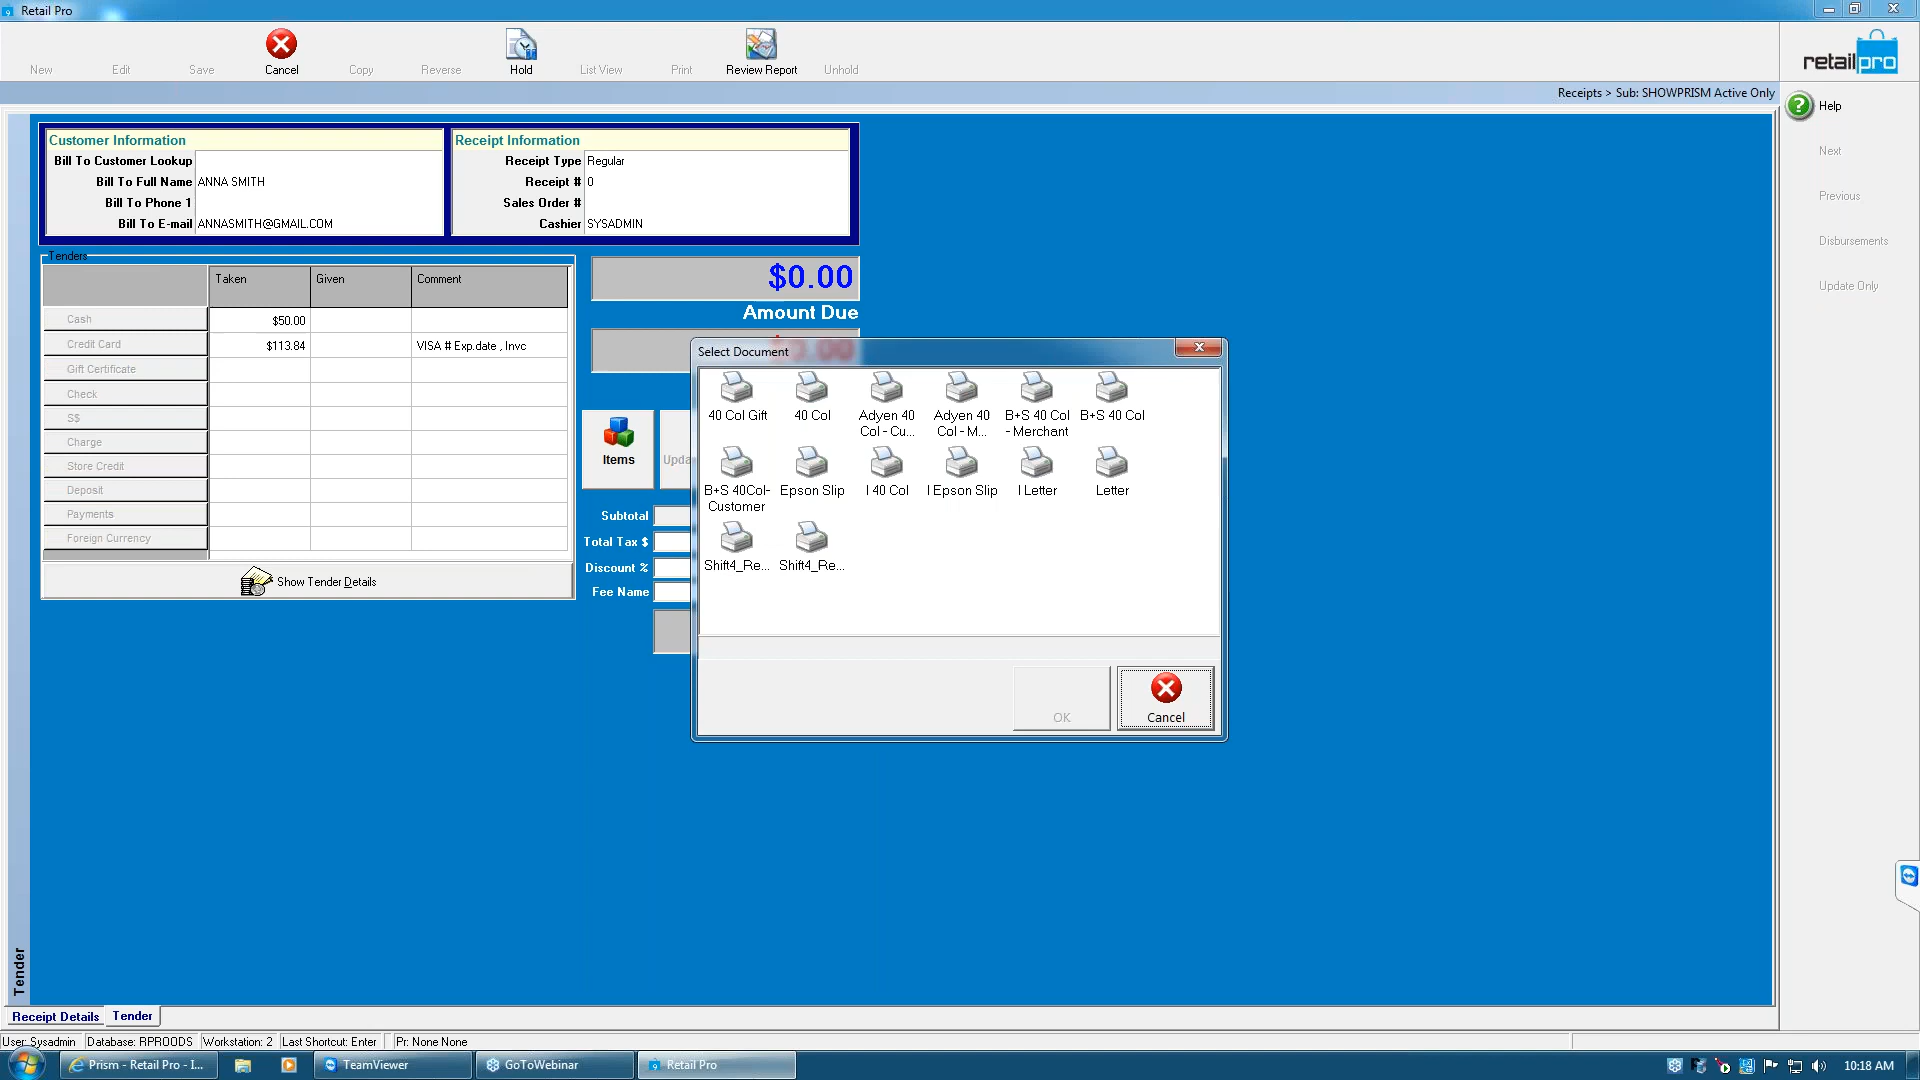 Retail Pro
New Edit Save Cancel Copy Reverse Hold List View Print Review Report Unhold
retailpro
Receipts > Sub: SHOWPRISM Active Only
Help
Next
Previous
Disbursements
Update Only
Customer Information
Bill To Customer Lookup
Bill To Full Name ANNA SMITH
Bill To Phone 1
Bill To E-mail ANNASMITH@GMAIL.COM
Receipt Information
Receipt Type Regular
Receipt # 0
Sales Order #
Cashier SYSADMIN
Tenders
Taken Given Comment
Cash $50.00
Credit Card $113.84 VISA # Exp.date , Invc
Gift Certificate
Check
S$
Charge
Store Credit
Deposit
Payments
Foreign Currency
Show Tender Details
$0.00
Amount Due
$0.00
Items
Upda
Subtotal
Total Tax $
Discount %
Fee Name
Select Document
40 Col Gift
40 Col
Adyen 40
Col - Cu...
Adyen 40
Col - M...
B+S 40 Col
- Merchant
B+S 40 Col
B+S 40Col-
Customer
Epson Slip
I 40 Col
I Epson Slip
I Letter
Letter
Shift4_Re...
Shift4_Re...
OK
Cancel
Tender
Receipt Details Tender
User: Sysadmin Database: RPROODS Workstation: 2 Last Shortcut: Enter Pr: None None
Prism - Retail Pro - I... TeamViewer GoToWebinar Retail Pro 10:18 AM